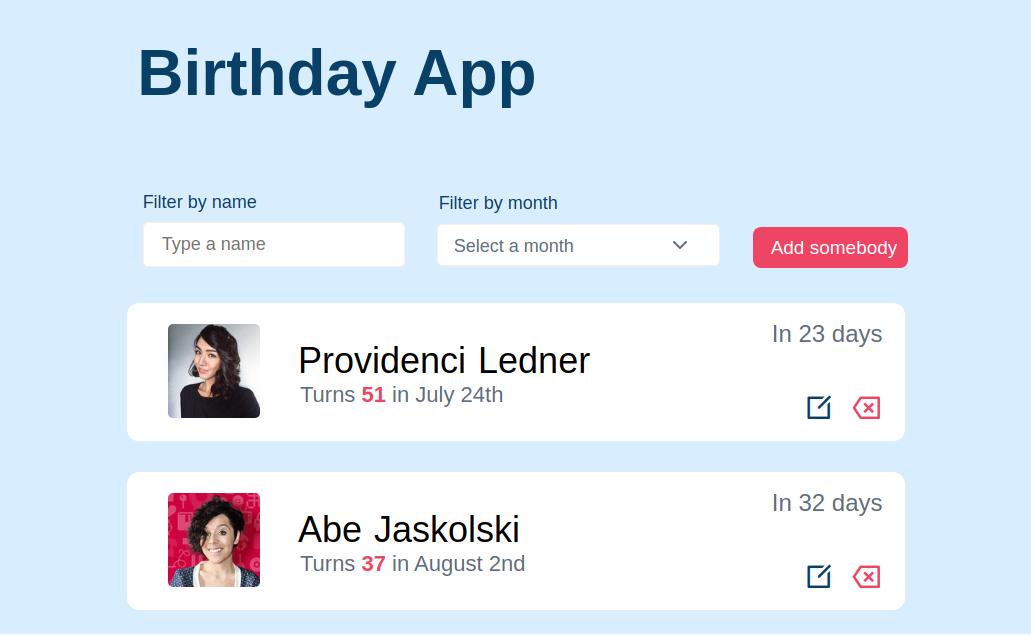 Birthday App
Filter by name
Filter by month
Type a name
Select a month
Add somebody
Providenci Ledner
Turns 51 in July 24th
In 23 days
Abe Jaskolski
Turns 37 in August 2nd
In 32 days